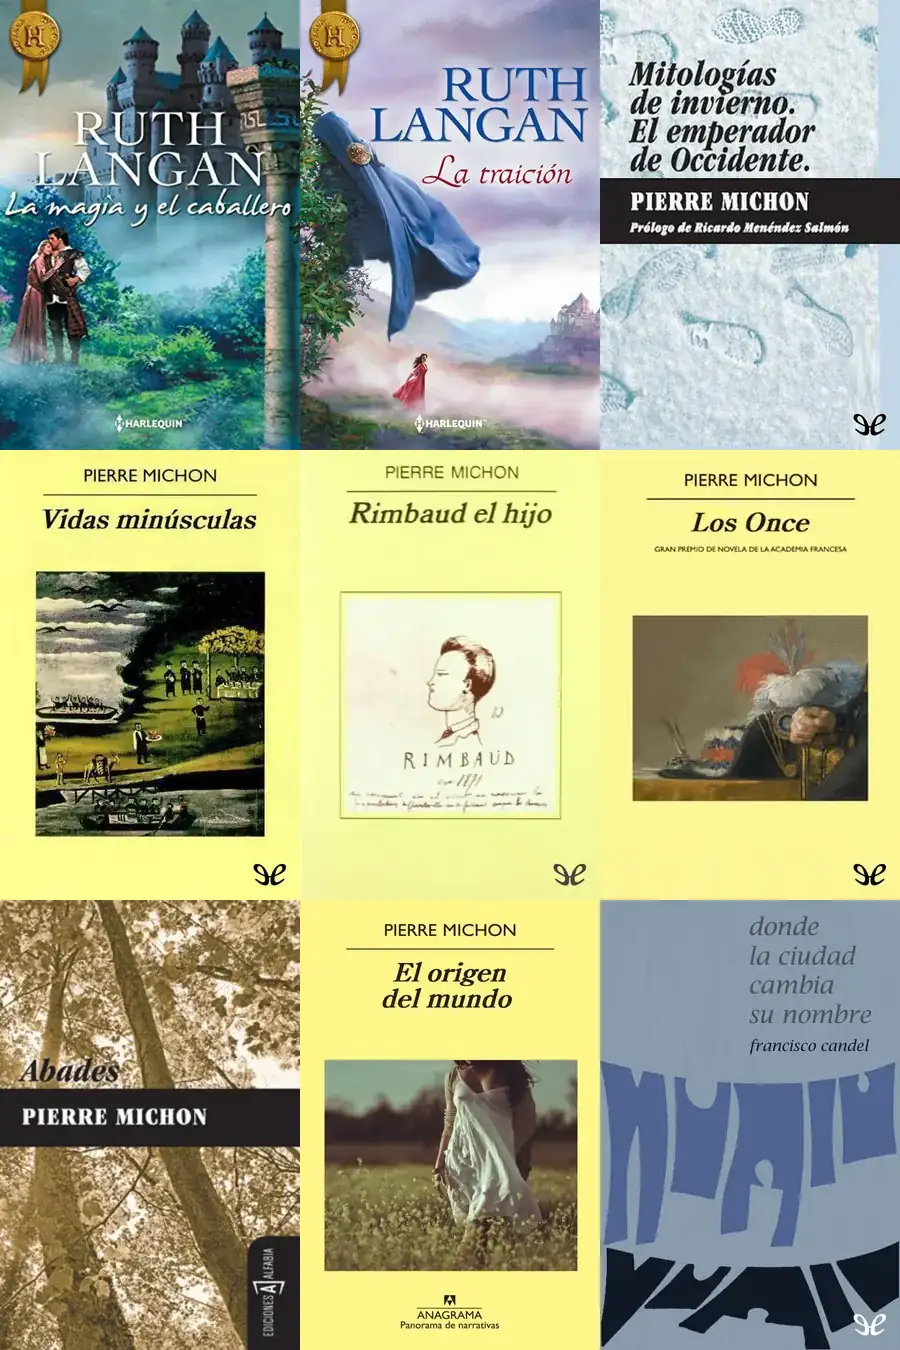 H
RUTH
LANGAN
La magia y el caballero
HARLEQUIN
H
RUTH
LANGAN
La traición
HARLEQUIN
Mitologías
de invierno.
El emperador
de Occidente.
PIERRE MICHON
Prólogo de Ricardo Menéndez Salmón
PIERRE MICHON
Vidas minúsculas
PIERRE MICHON
Rimbaud el hijo
RIMBAUD
1871
PIERRE MICHON
Los Once
GRAN PREMIO DE NOVELA DE LA ACADEMIA FRANCESA
Abades
PIERRE MICHON
EDICIONES ALFABIA
PIERRE MICHON
El origen
del mundo
ANAGRAMA
Panorama de narrativas
donde
la ciudad
cambia
su nombre
francisco candel